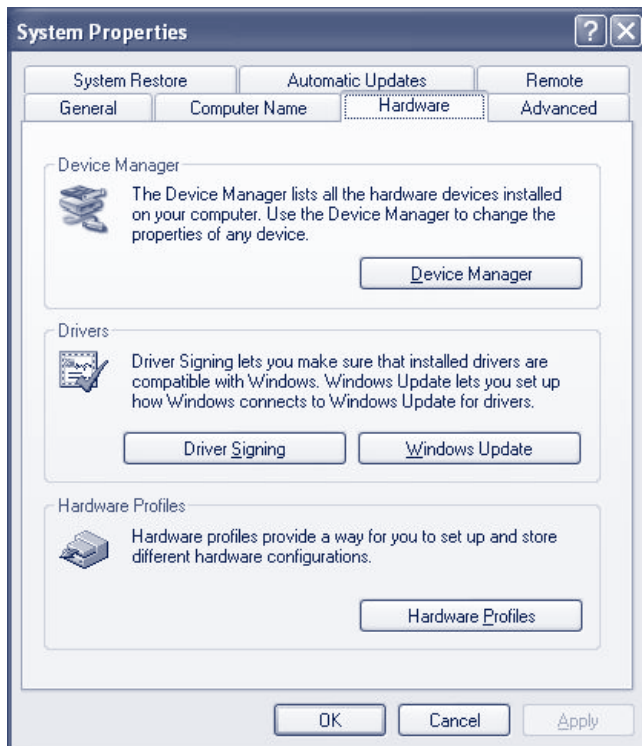 System Properties
System Restore
Automatic Updates
Remote
General
Computer Name
Hardware
Advanced
Device Manager
The Device Manager lists all the hardware devices installed
on your computer. Use the Device Manager to change the
properties of any device.
Device Manager
Drivers
Driver Signing lets you make sure that installed drivers are
compatible with Windows. Windows Update lets you set up
how Windows connects to Windows Update for drivers.
Driver Signing
Windows Update
Hardware Profiles
Hardware profiles provide a way for you to set up and store
different hardware configurations.
Hardware Profiles
OK
Cancel
Apply